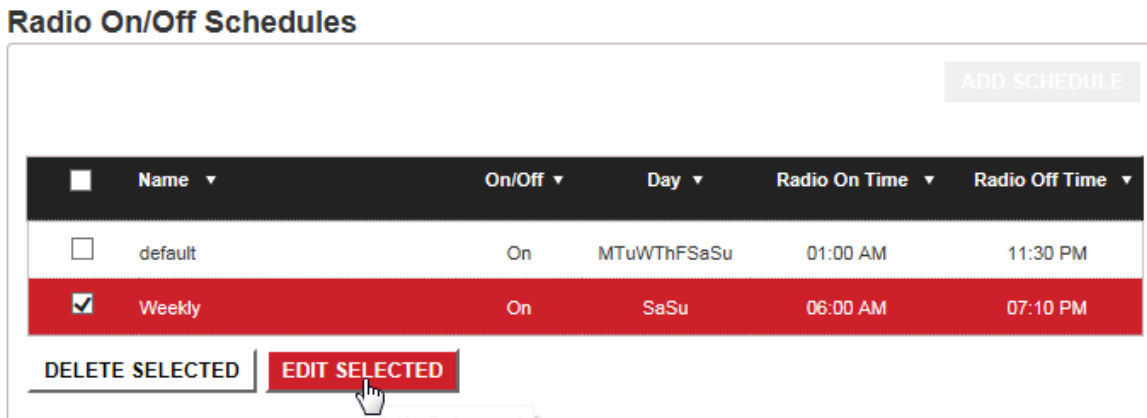 Radio On/Off Schedules
ADD SCHEDULE
Name ▼ On/Off ▼ Day ▼ Radio On Time ▼ Radio Off Time ▼
default On MTuWThFSaSu 01:00 AM 11:30 PM
Weekly On SaSu 06:00 AM 07:10 PM
DELETE SELECTED EDIT SELECTED